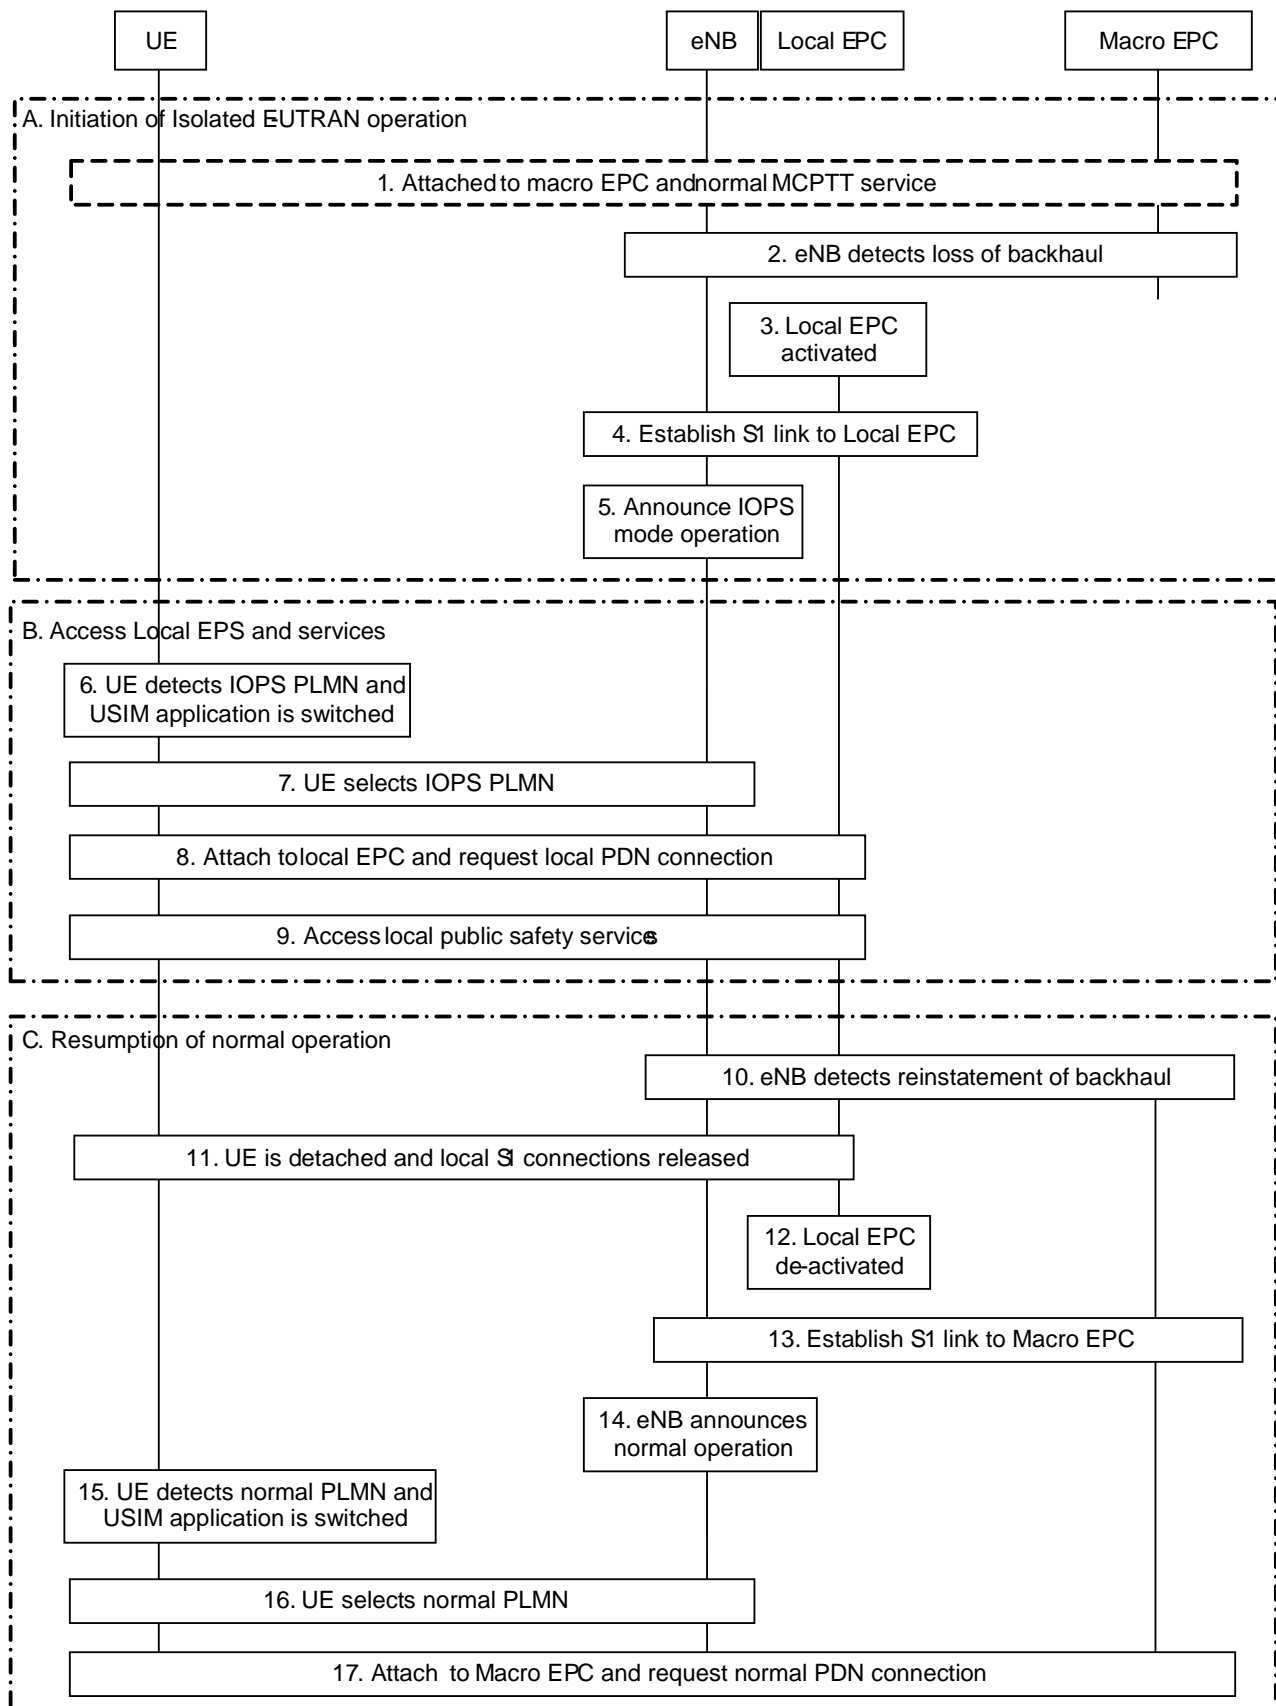 UE
eNB
Local EPC
Macro EPC
A. Initiation of Isolated E-UTRAN operation
1. Attached to macro EPC and normal MCPTT service
2. eNB detects loss of backhaul
3. Local EPC
activated
4. Establish S1 link to Local EPC
5. Announce IOPS
mode operation
B. Access Local EPS and services
6. UE detects IOPS PLMN and
USIM application is switched
7. UE selects IOPS PLMN
8. Attach to local EPC and request local PDN connection
9. Access local public safety services
C. Resumption of normal operation
10. eNB detects reinstatement of backhaul
11. UE is detached and local S1 connections released
12. Local EPC
de-activated
13. Establish S1 link to Macro EPC
14. eNB announces
normal operation
15. UE detects normal PLMN and
USIM application is switched
16. UE selects normal PLMN
17. Attach to Macro EPC and request normal PDN connection